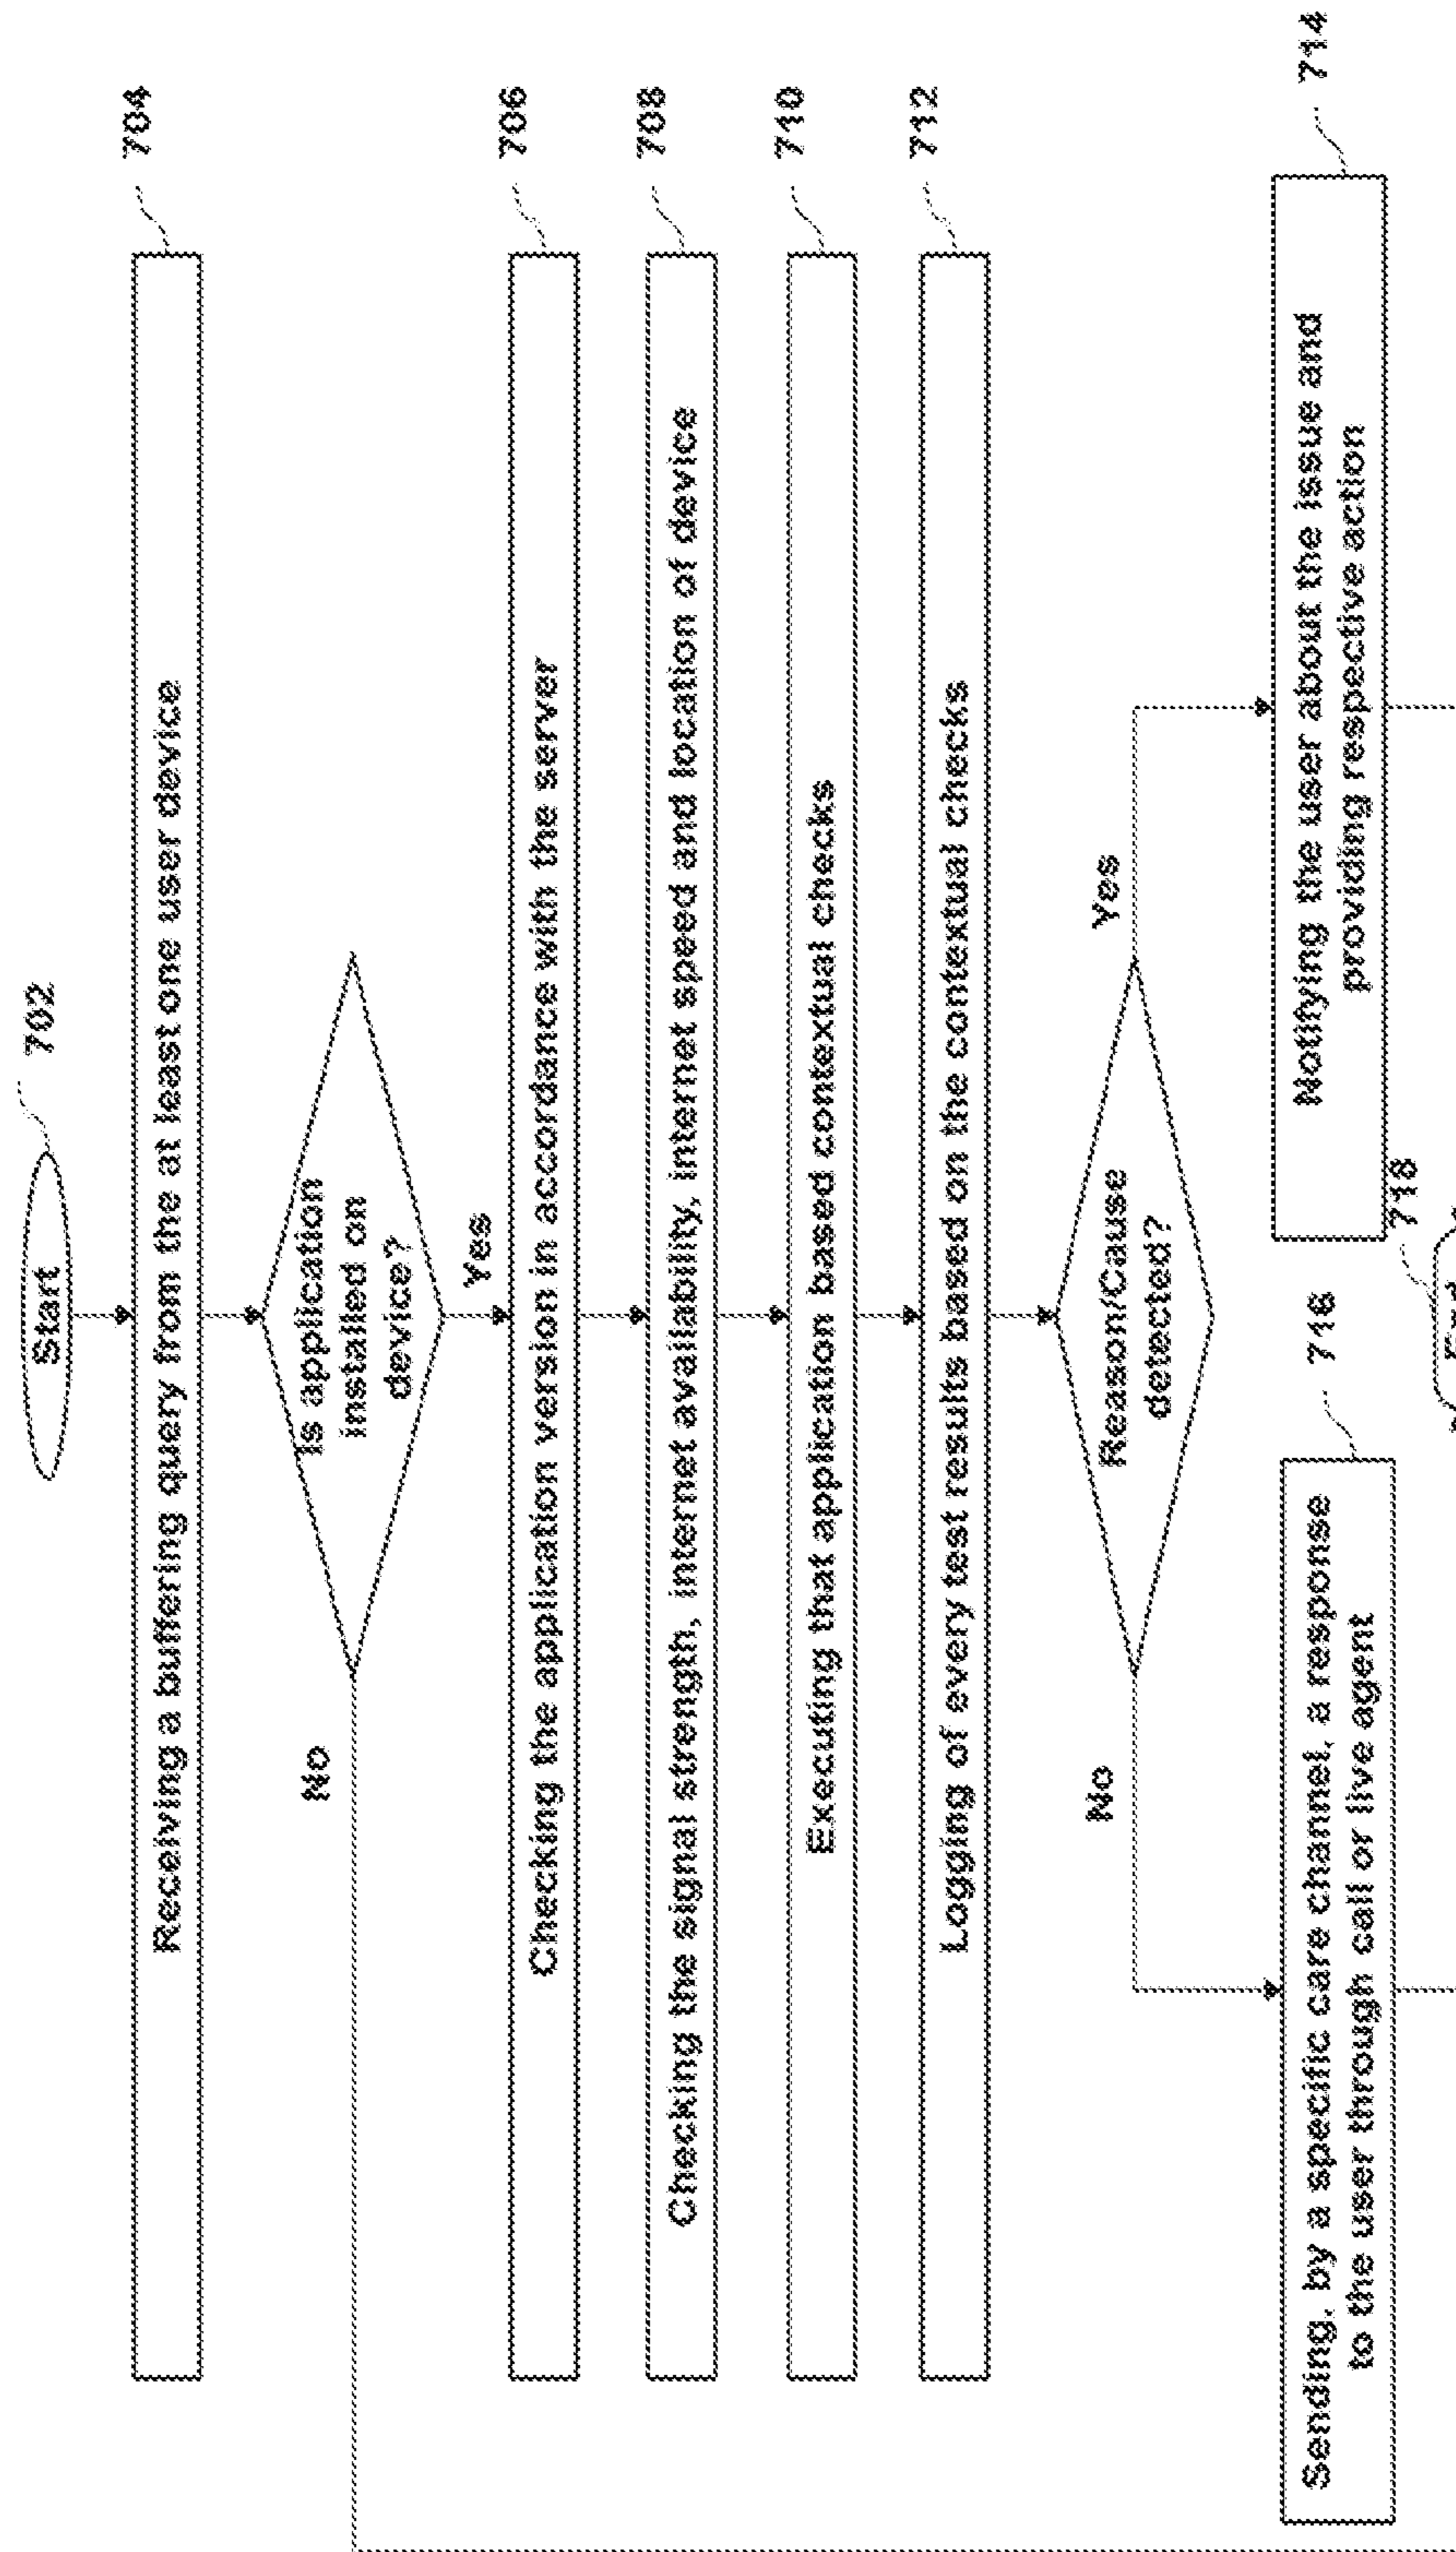 Start
702
Receiving a buffering query from the at least one user device
704
Is application
installed on
device?
No
Yes
Checking the application version in accordance with the server
706
Checking the signal strength, internet availability, internet speed and location of device
708
Executing that application based contextual checks
710
Logging of every test results based on the contextual checks
712
Reason/Cause
detected?
No
Yes
Sending, by a specific care channel, a response
to the user through call or live agent
716
Notifying the user about the issue and
providing respective action
714
718